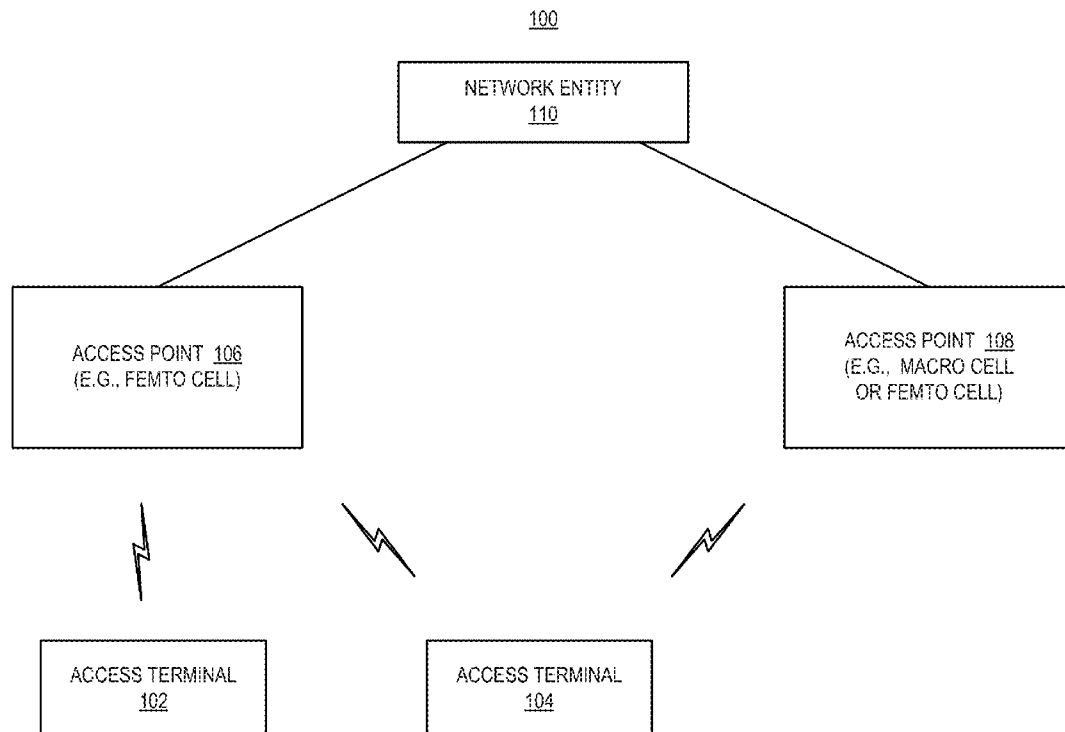 100
NETWORK ENTITY
110
ACCESS POINT 106
(E.G., FEMTO CELL)
ACCESS POINT 108
(E.G., MACRO CELL
OR FEMTO CELL)
ACCESS TERMINAL
102
ACCESS TERMINAL
104